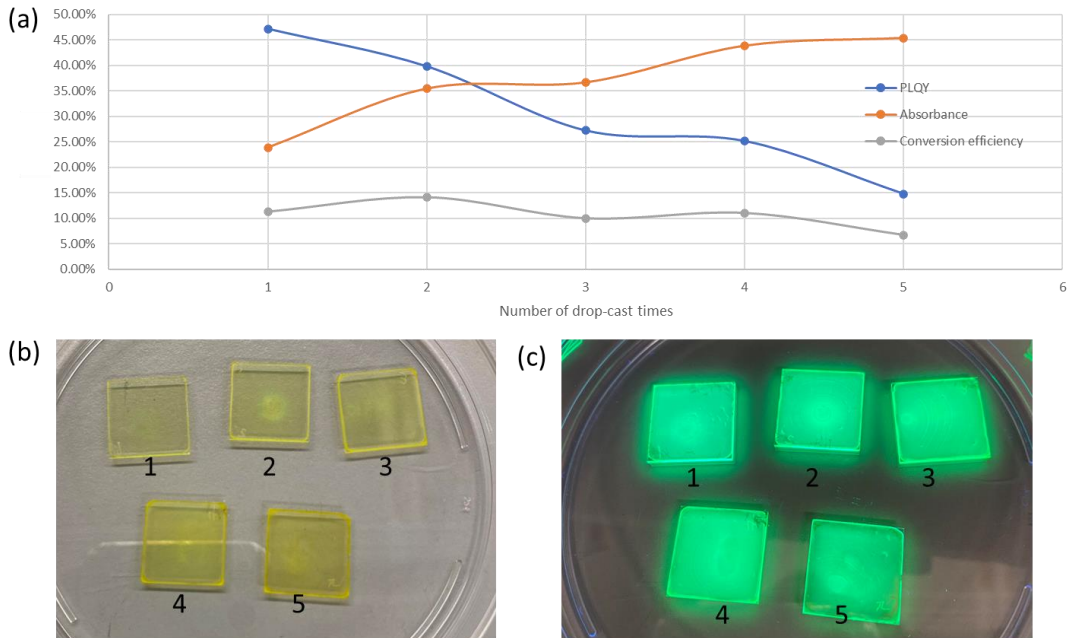 (a)
50.00%
45.00%
40.00%
35.00%
30.00%
25.00%
20.00%
15.00%
10.00%
5.00%
0.00%
PLQY
Absorbance
Conversion efficiency
0 1 2 3 4 5 6
Number of drop-cast times
(b)
1 2 3
4 5
(c)
1 2 3
4 5